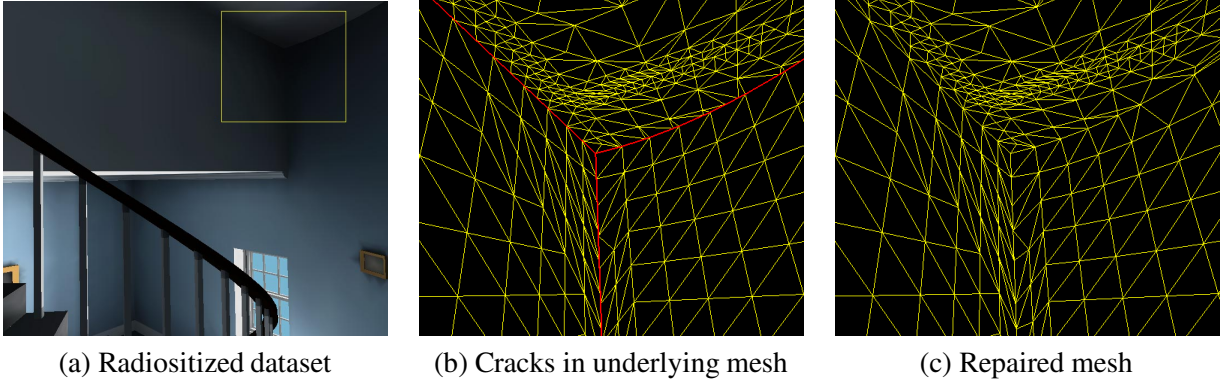 (a) Radiositized dataset
(b) Cracks in underlying mesh
(c) Repaired mesh